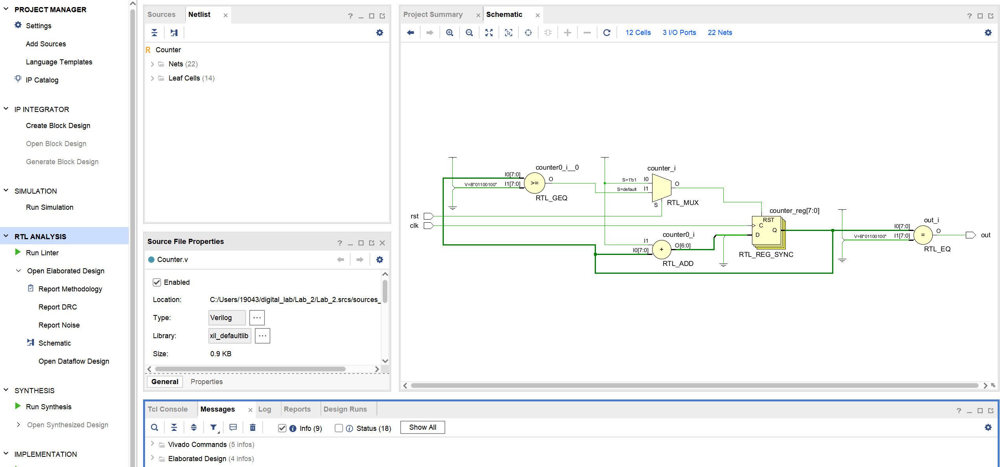 PROJECT MANAGER
Settings
Add Sources
Language Templates
IP Catalog
IP INTEGRATOR
Create Block Design
Open Block Design
Generate Block Design
SIMULATION
Run Simulation
RTL ANALYSIS
Run Linter
Open Elaborated Design
Report Methodology
Report DRC
Report Noise
Schematic
Open Dataflow Design
SYNTHESIS
Run Synthesis
Open Synthesized Design
IMPLEMENTATION
Sources Netlist
R Counter
Nets (22)
Leaf Cells (14)
Source File Properties
Counter.v
Enabled
Location: C:/Users/19043/digital_lab/Lab_2/Lab_2.srcs/sources_
Type: Verilog ...
Library: xil_defaultlib ...
Size: 0.9 KB
General Properties
Project Summary Schematic
12 Cells 3 I/O Ports 22 Nets
counter0_i__0
I0[7:0]
V=B"01100100" I1[7:0]
>=
O
RTL_GEQ
counter_i
S=1'b1 I0
S=default I1
O
S
RTL_MUX
rst
clk
counter0_i
I1
I0[7:0]
+
O[6:0]
RTL_ADD
counter_reg[7:0]
RST
C
Q
D
RTL_REG_SYNC
out_i
I0[7:0]
V=B"01100100" I1[7:0]
=
O
RTL_EQ
out
Tcl Console Messages Log Reports Design Runs
Info (9) Status (18) Show All
Vivado Commands (5 infos)
Elaborated Design (4 infos)